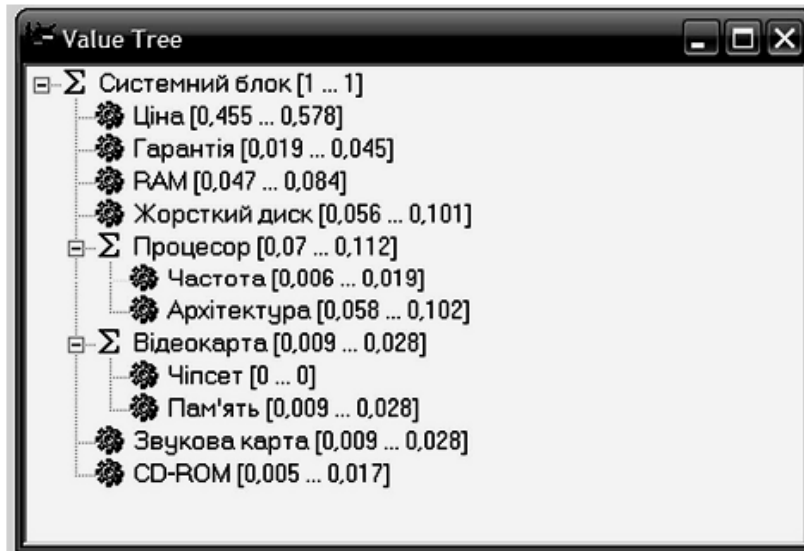 Value Tree
Σ Системний блок [1 ... 1]
Ціна [0,455 ... 0,578]
Гарантія [0,019 ... 0,045]
RAM [0,047 ... 0,084]
Жорсткий диск [0,056 ... 0,101]
Σ Процесор [0,07 ... 0,112]
Частота [0,006 ... 0,019]
Архітектура [0,058 ... 0,102]
Σ Відеокарта [0,009 ... 0,028]
Чіпсет [0 ... 0]
Пам'ять [0,009 ... 0,028]
Звукова карта [0,009 ... 0,028]
CD-ROM [0,005 ... 0,017]